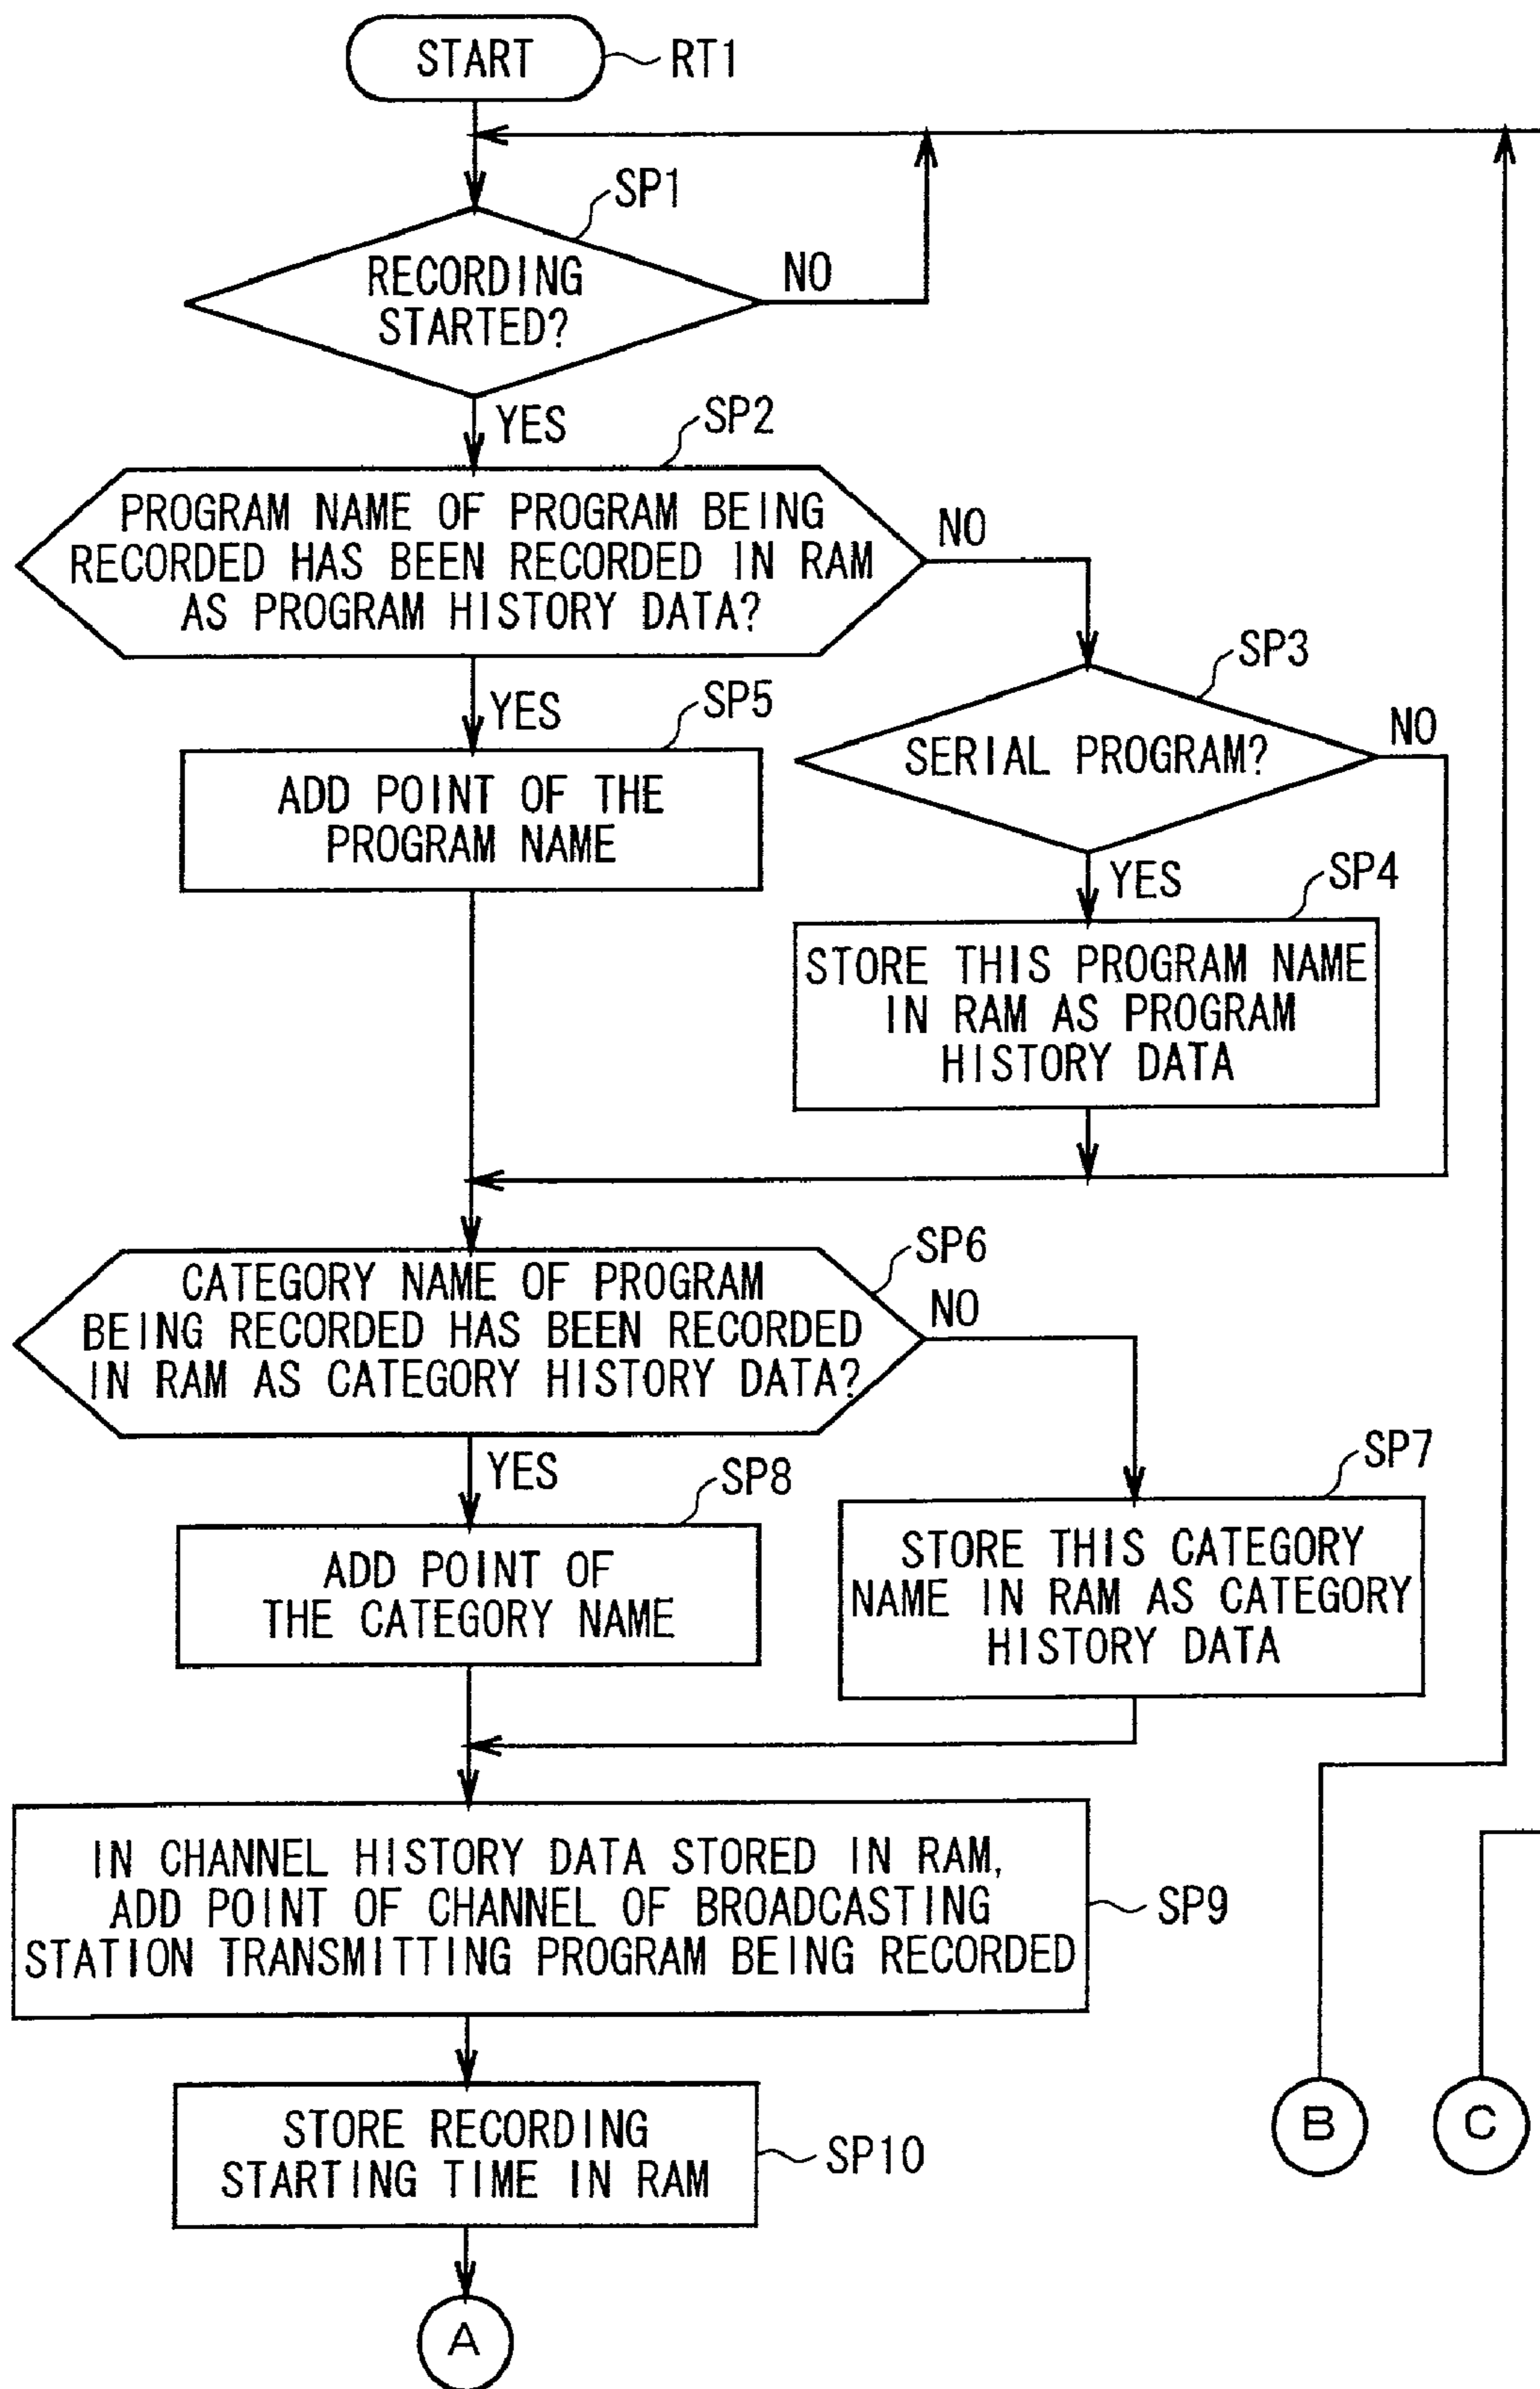 START
RT1
SP1
RECORDING
STARTED?
NO
YES
SP2
PROGRAM NAME OF PROGRAM BEING
RECORDED HAS BEEN RECORDED IN RAM
AS PROGRAM HISTORY DATA?
NO
SP3
SERIAL PROGRAM?
NO
YES
SP5
ADD POINT OF THE
PROGRAM NAME
YES
SP4
STORE THIS PROGRAM NAME
IN RAM AS PROGRAM
HISTORY DATA
SP6
CATEGORY NAME OF PROGRAM
BEING RECORDED HAS BEEN RECORDED
IN RAM AS CATEGORY HISTORY DATA?
NO
YES
SP8
ADD POINT OF
THE CATEGORY NAME
SP7
STORE THIS CATEGORY
NAME IN RAM AS CATEGORY
HISTORY DATA
IN CHANNEL HISTORY DATA STORED IN RAM,
ADD POINT OF CHANNEL OF BROADCASTING
STATION TRANSMITTING PROGRAM BEING RECORDED
SP9
STORE RECORDING
STARTING TIME IN RAM
SP10
B
C
A